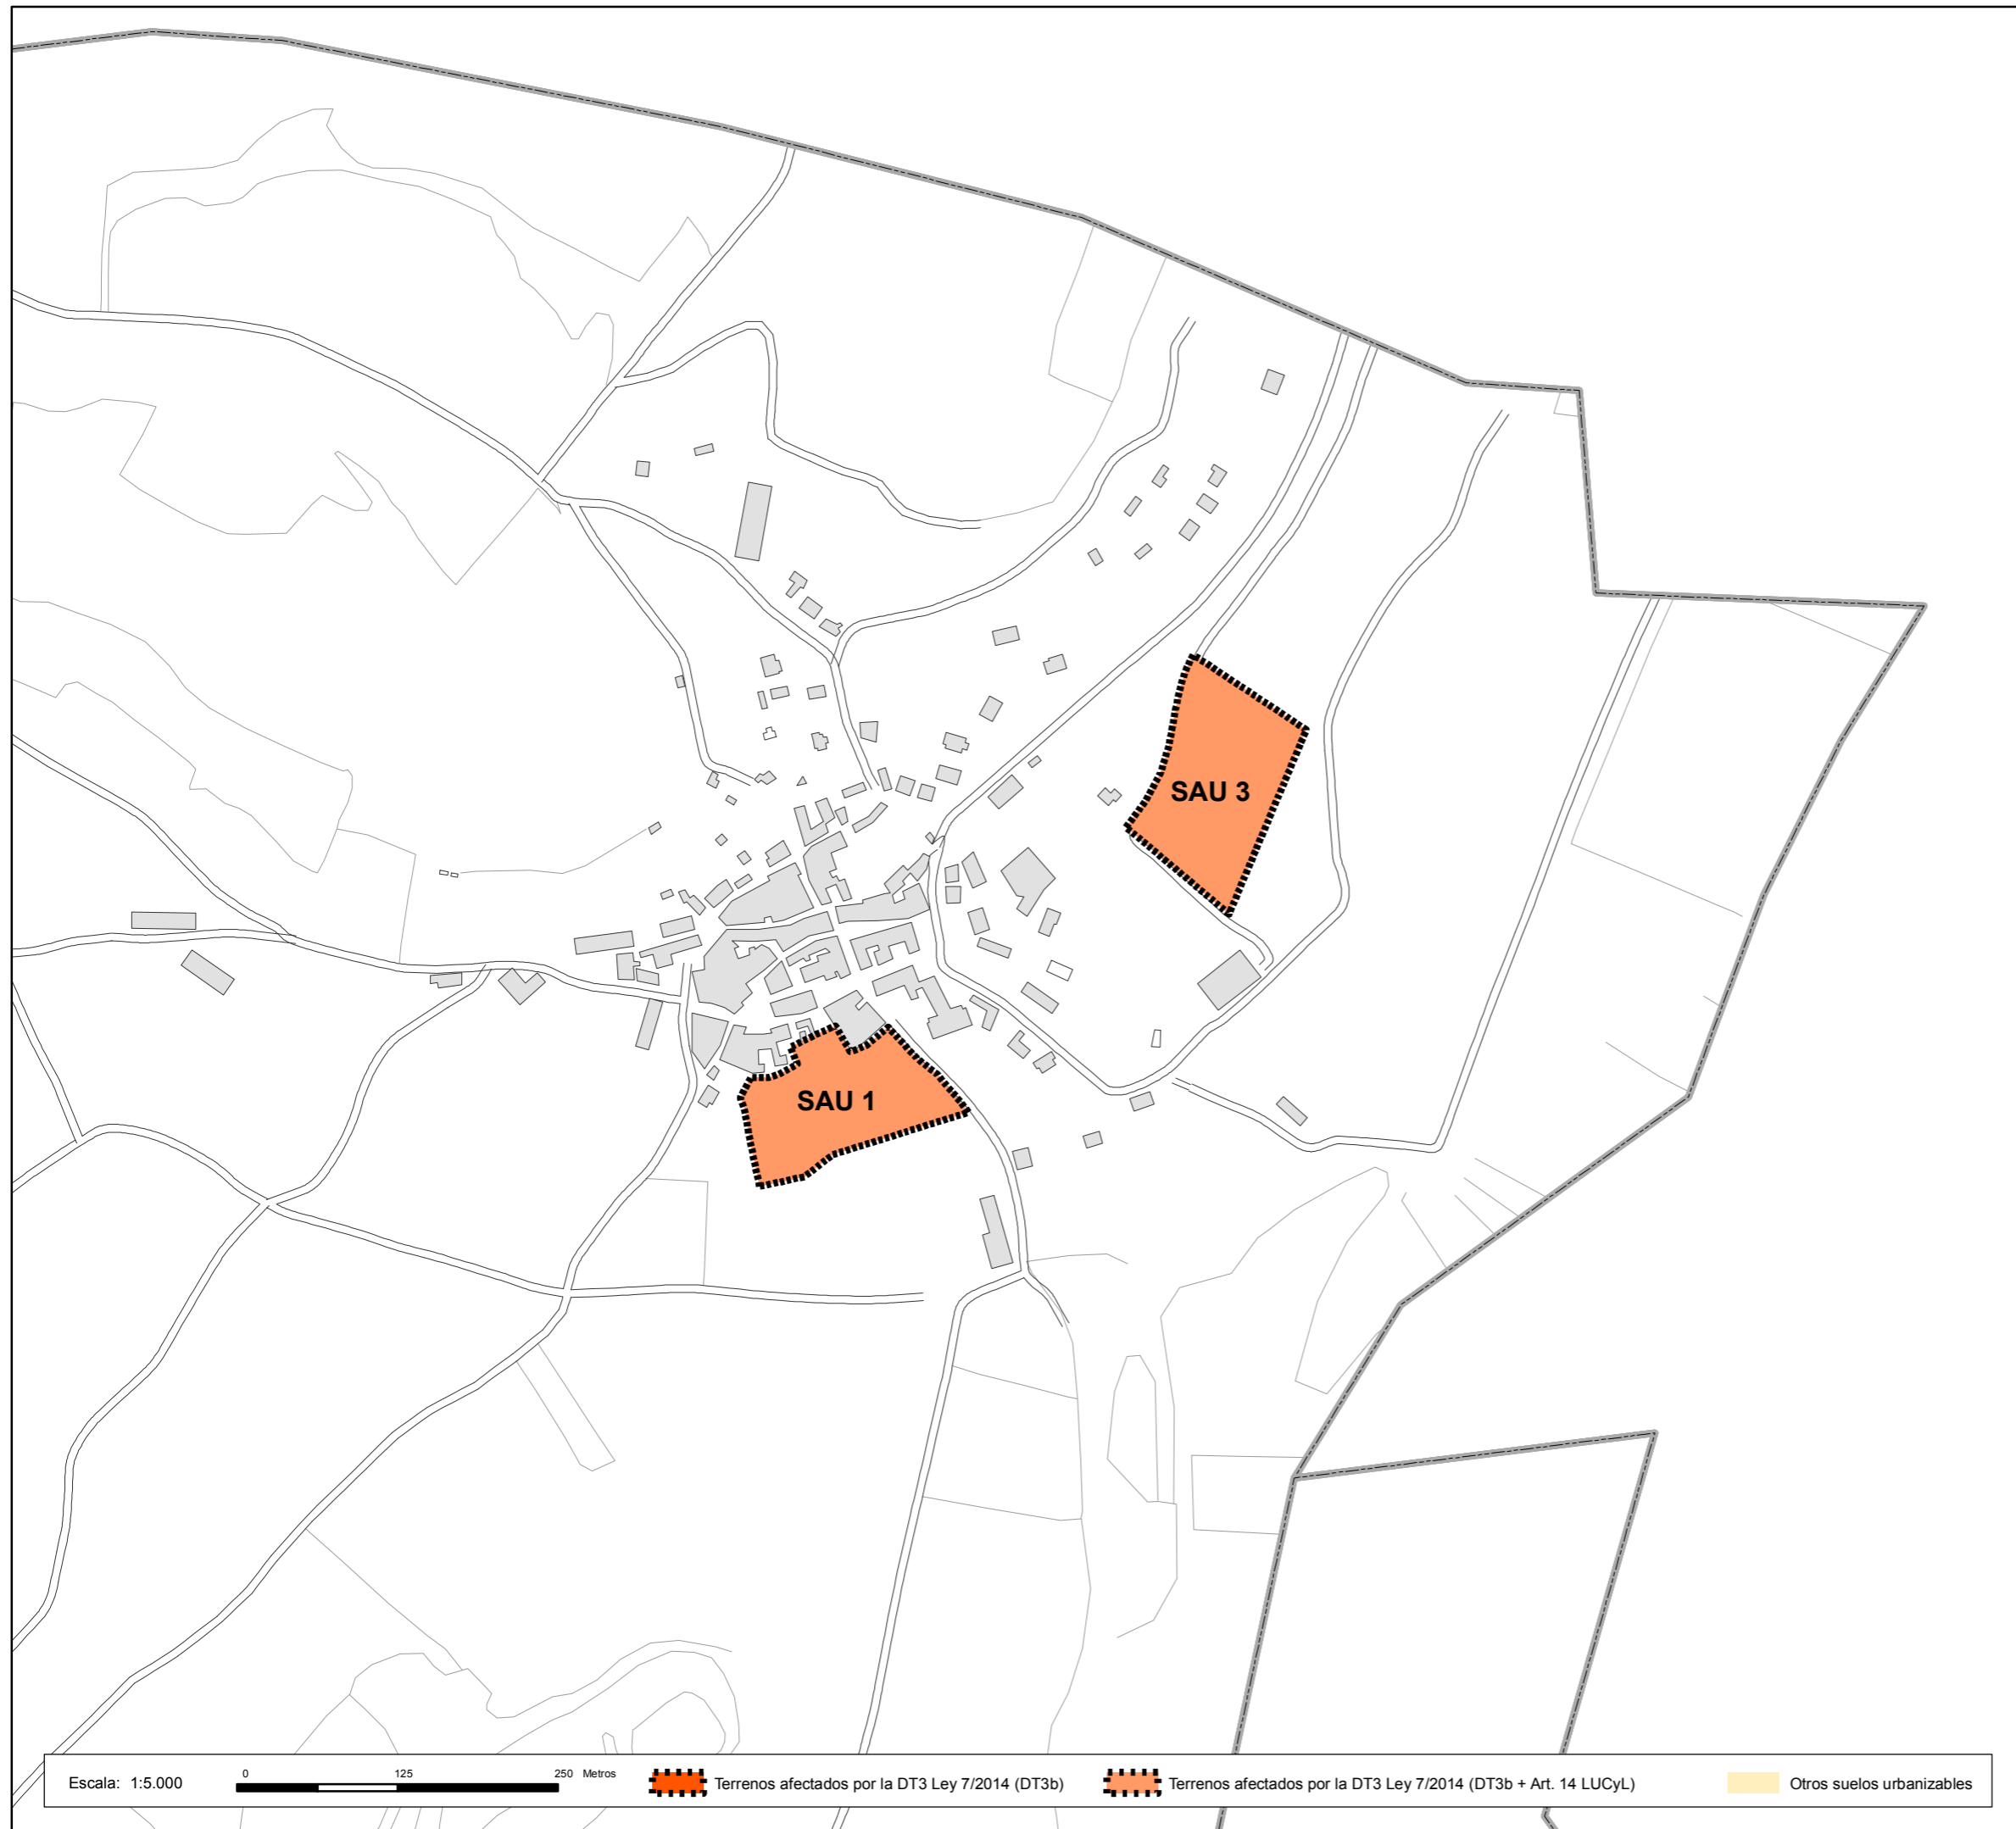 SAU 3
SAU 1
Escala: 1:5.000
0 125 250 Metros
Terrenos afectados por la DT3 Ley 7/2014 (DT3b)
Terrenos afectados por la DT3 Ley 7/2014 (DT3b + Art. 14 LUCyL)
Otros suelos urbanizables